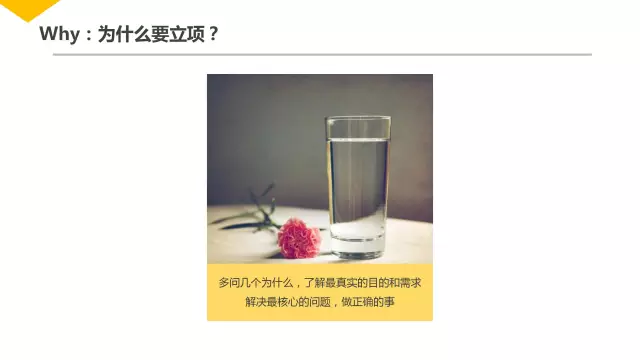 Why：为什么要立项？
多问几个为什么，了解最真实的目的和需求
解决最核心的问题，做正确的事